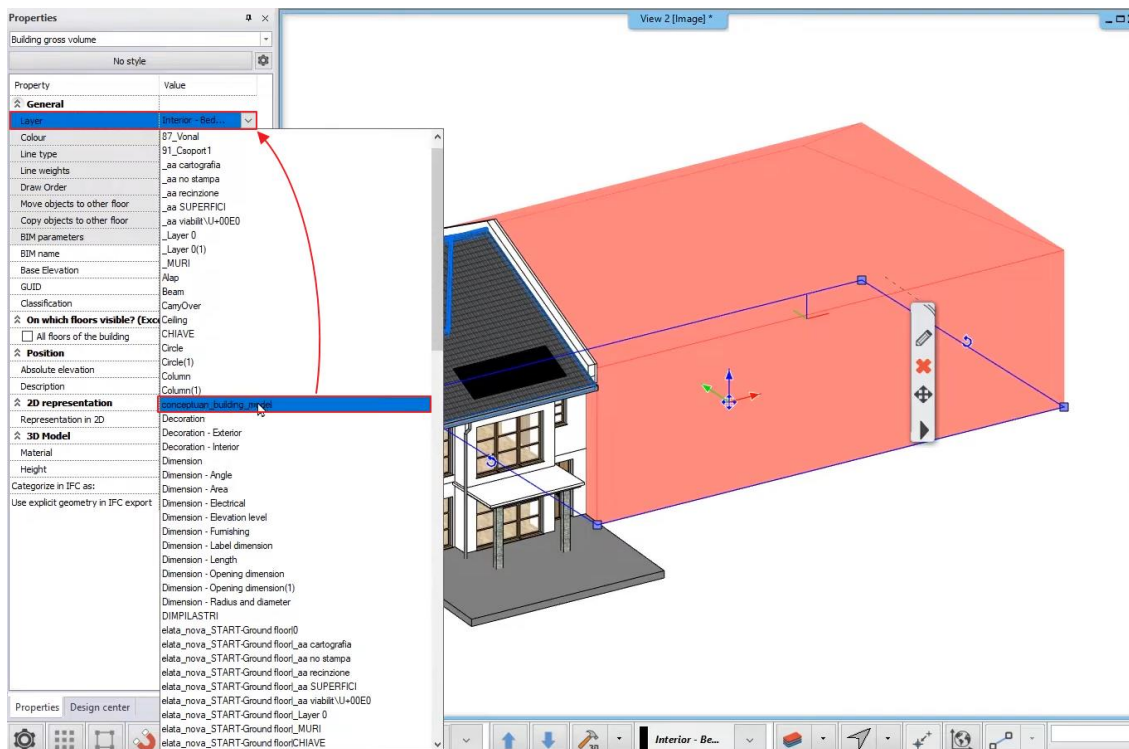 Properties
View 2 [Image] *
Building gross volume
No style
Property Value
General
Layer Interior - Bed...
Colour
Line type
Line weights
Draw Order
Move objects to other floor
Copy objects to other floor
BIM parameters
BIM name
Base Elevation
GUID
Classification
On which floors visible? (Exc
All floors of the building
Position
Absolute elevation
Description
2D representation
Representation in 2D
3D Model
Material
Height
Categorize in IFC as:
Use explicit geometry in IFC export
87_Vonal
91_Csoport1
_aa cartografia
_aa no stampa
_aa recinzione
_aa SUPERFICI
_aa viabilit\U+00E0
_Layer 0
_Layer 0(1)
_MURI
Alap
Beam
CarryOver
Ceiling
CHIAVE
Circle
Circle(1)
Column
Column(1)
conceptuan_building_model
Decoration
Decoration - Exterior
Decoration - Interior
Dimension
Dimension - Angle
Dimension - Area
Dimension - Electrical
Dimension - Elevation level
Dimension - Furnishing
Dimension - Label dimension
Dimension - Length
Dimension - Opening dimension
Dimension - Opening dimension(1)
Dimension - Radius and diameter
DIMPILASTRI
elata_nova_START-Ground floor|0
elata_nova_START-Ground floor|_aa cartografia
elata_nova_START-Ground floor|_aa no stampa
elata_nova_START-Ground floor|_aa recinzione
elata_nova_START-Ground floor|_aa SUPERFICI
elata_nova_START-Ground floor|_aa viabilit\U+00E0
elata_nova_START-Ground floor|_Layer 0
elata_nova_START-Ground floor|_MURI
elata_nova_START-Ground floor|CHIAVE
Properties Design center
3D
Interior - Be...